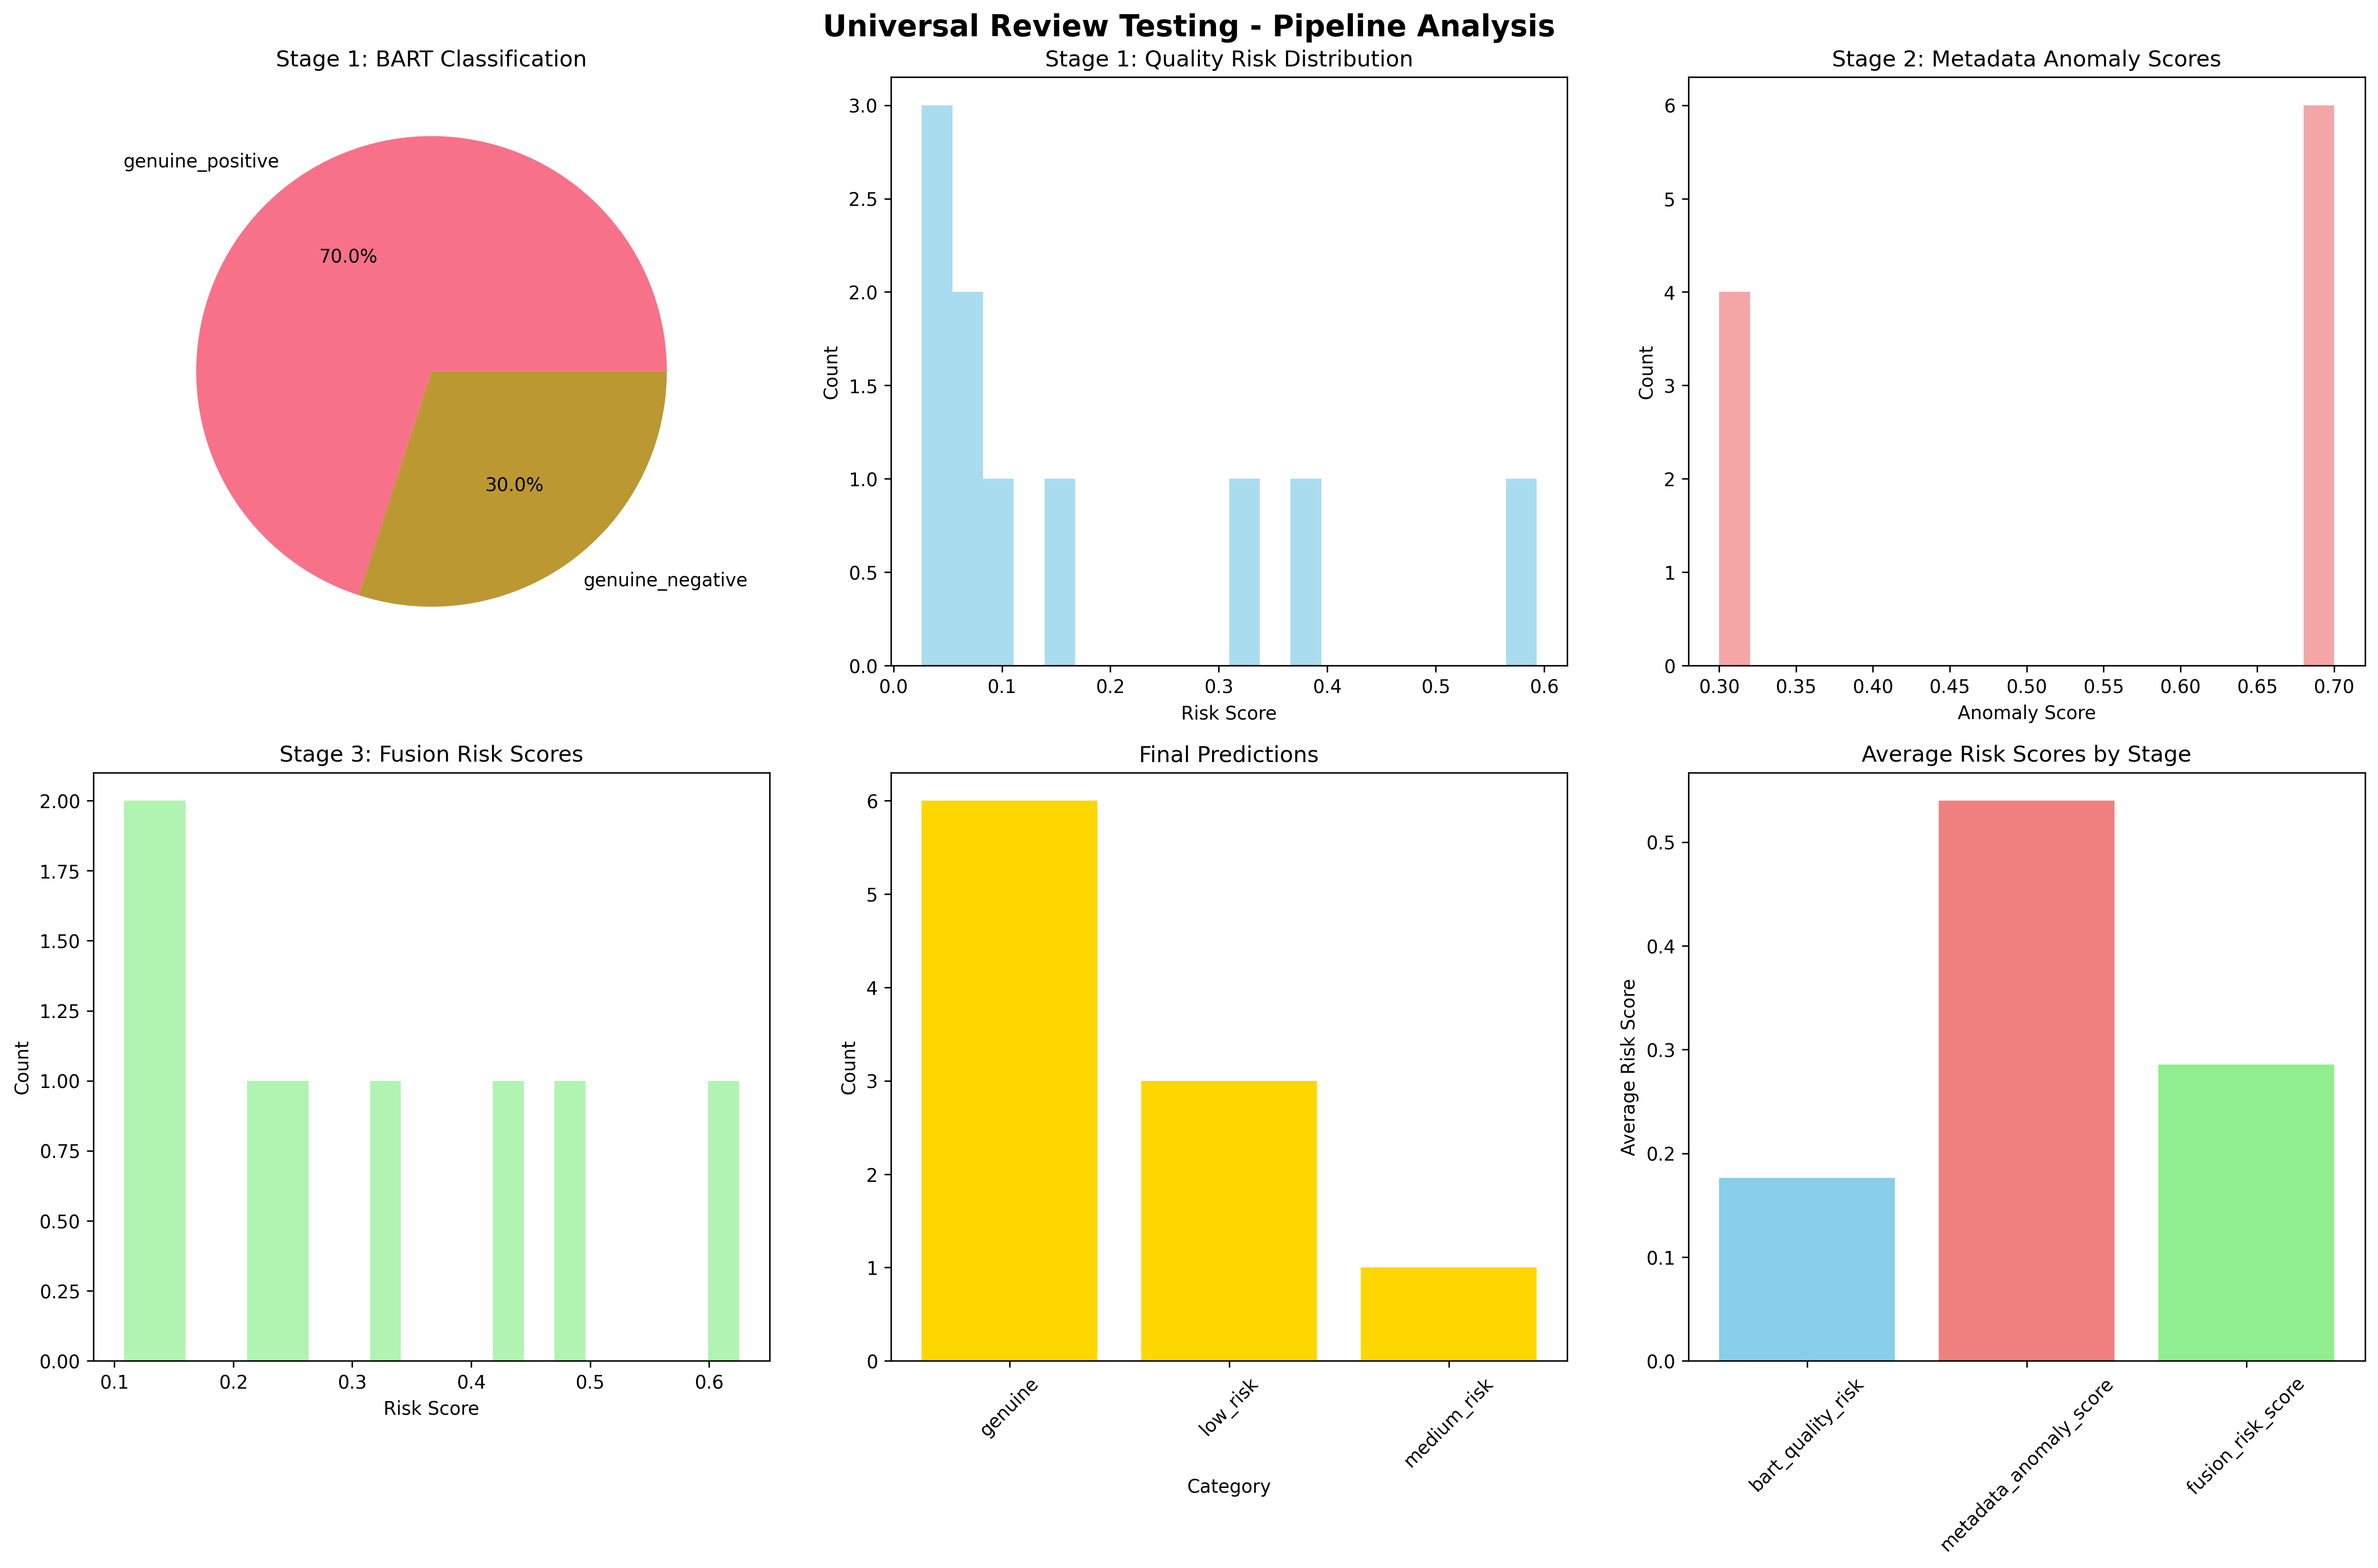 Universal Review Testing - Pipeline Analysis
Stage 1: BART Classification
genuine_positive
70.0%
30.0%
genuine_negative
Stage 1: Quality Risk Distribution
Count
3.0
2.5
2.0
1.5
1.0
0.5
0.0
0.0 0.1 0.2 0.3 0.4 0.5 0.6
Risk Score
Stage 2: Metadata Anomaly Scores
Count
6
5
4
3
2
1
0
0.30 0.35 0.40 0.45 0.50 0.55 0.60 0.65 0.70
Anomaly Score
Stage 3: Fusion Risk Scores
Count
2.00
1.75
1.50
1.25
1.00
0.75
0.50
0.25
0.00
0.1 0.2 0.3 0.4 0.5 0.6
Risk Score
Final Predictions
Count
6
5
4
3
2
1
0
genuine
low_risk
medium_risk
Category
Average Risk Scores by Stage
Average Risk Score
0.5
0.4
0.3
0.2
0.1
0.0
bart_quality_risk
metadata_anomaly_score
fusion_risk_score